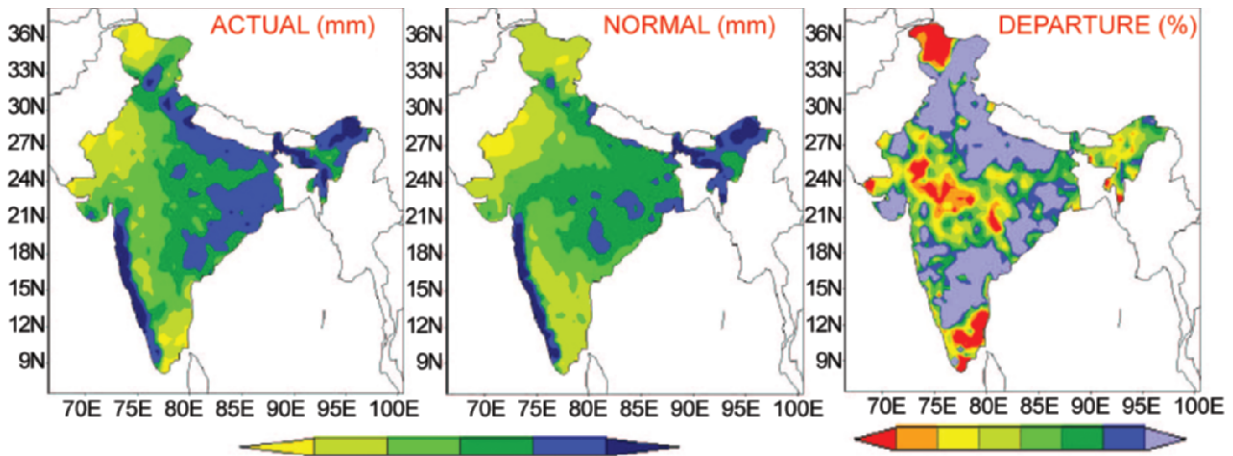 ACTUAL (mm)
NORMAL (mm)
DEPARTURE (%)
36N
33N
30N
27N
24N
21N
18N
15N
12N
9N
36N
33N
30N
27N
24N
21N
18N
15N
12N
9N
36N
33N
30N
27N
24N
21N
18N
15N
12N
9N
70E 75E 80E 85E 90E 95E 100E
70E 75E 80E 85E 90E 95E 100E
70E 75E 80E 85E 90E 95E 100E